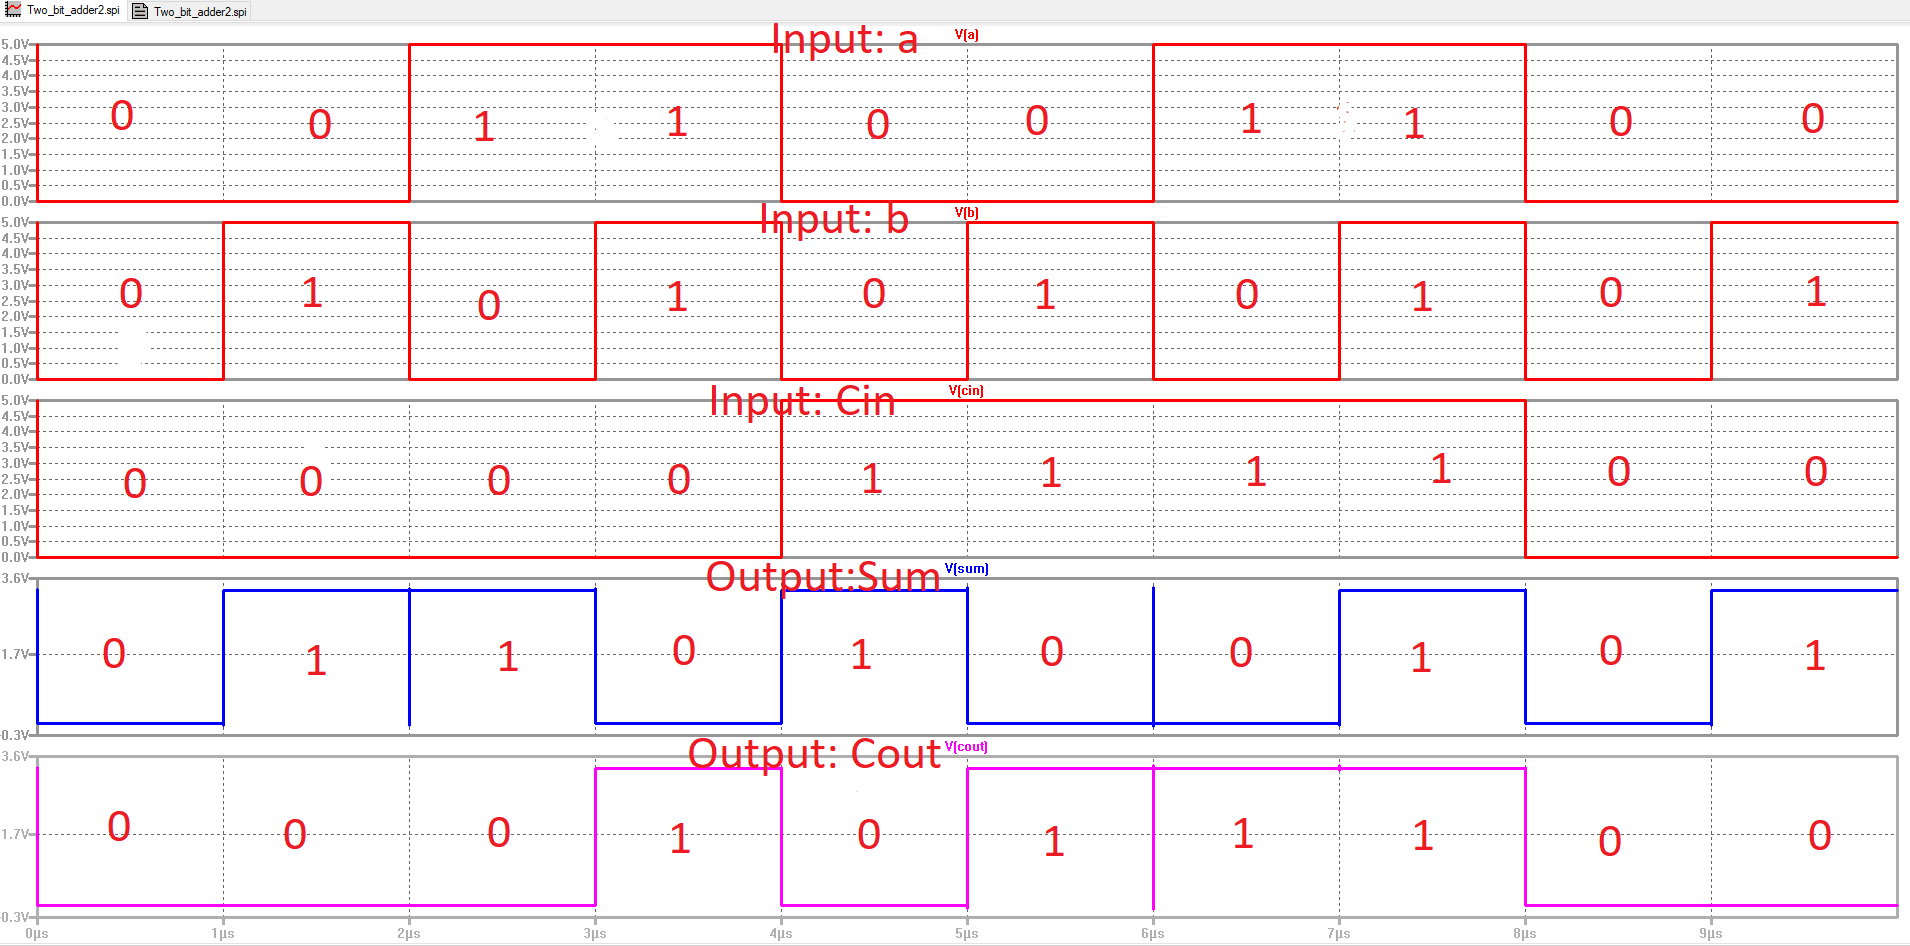 Two_bit_adder2.spi Two_bit_adder2.spi
Input: a V(a)
5.0V
4.5V
4.0V
3.5V
3.0V
2.5V
2.0V
1.5V
1.0V
0.5V
0.0V
0 0 1 1 0 0 1 1 0 0
Input: b V(b)
5.0V
4.5V
4.0V
3.5V
3.0V
2.5V
2.0V
1.5V
1.0V
0.5V
0.0V
0 1 0 1 0 1 0 1 0 1
Input: Cin V(cin)
5.0V
4.5V
4.0V
3.5V
3.0V
2.5V
2.0V
1.5V
1.0V
0.5V
0.0V
0 0 0 0 1 1 1 1 0 0
Output:Sum V(sum)
3.6V
1.7V
-0.3V
0 1 1 0 1 0 0 1 0 1
Output: Cout V(cout)
3.6V
1.7V
-0.3V
0 0 0 1 0 1 1 1 0 0
0µs 1µs 2µs 3µs 4µs 5µs 6µs 7µs 8µs 9µs